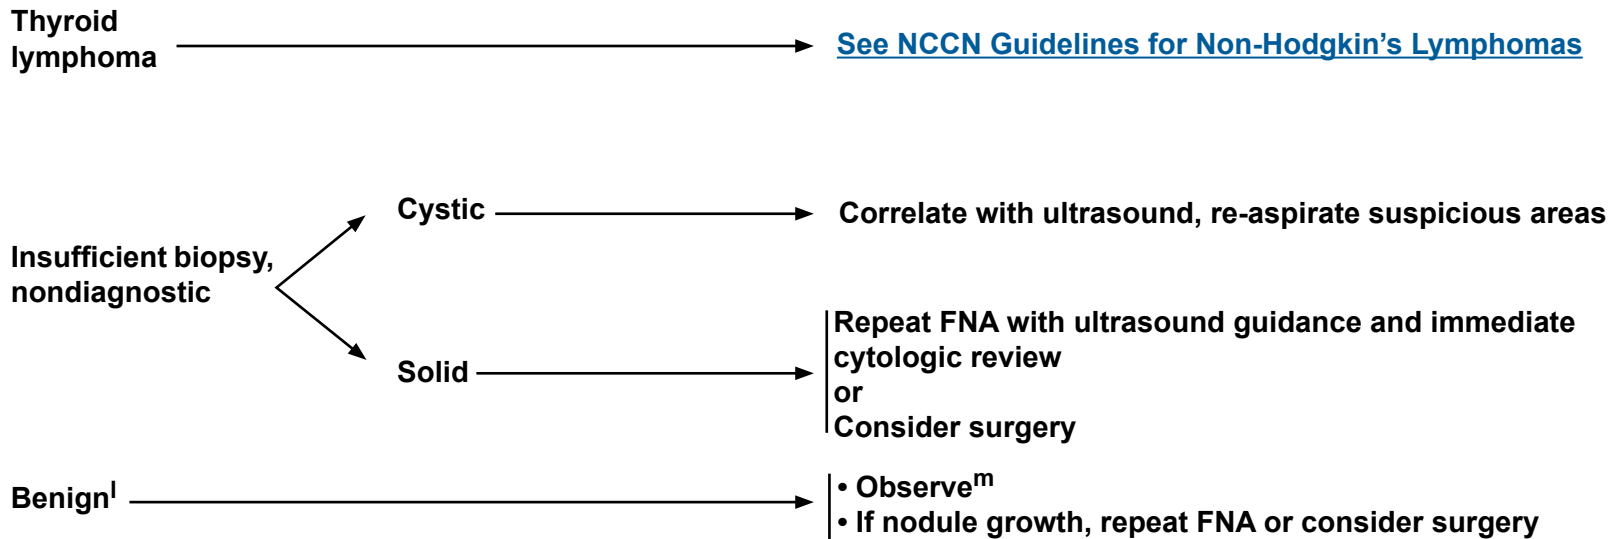 Thyroid
lymphoma
See NCCN Guidelines for Non-Hodgkin’s Lymphomas
Insufficient biopsy,
nondiagnostic
Cystic
Correlate with ultrasound, re-aspirate suspicious areas
Solid
Repeat FNA with ultrasound guidance and immediate
cytologic review
or
Consider surgery
Benignˡ
• Observeᵐ
• If nodule growth, repeat FNA or consider surgery